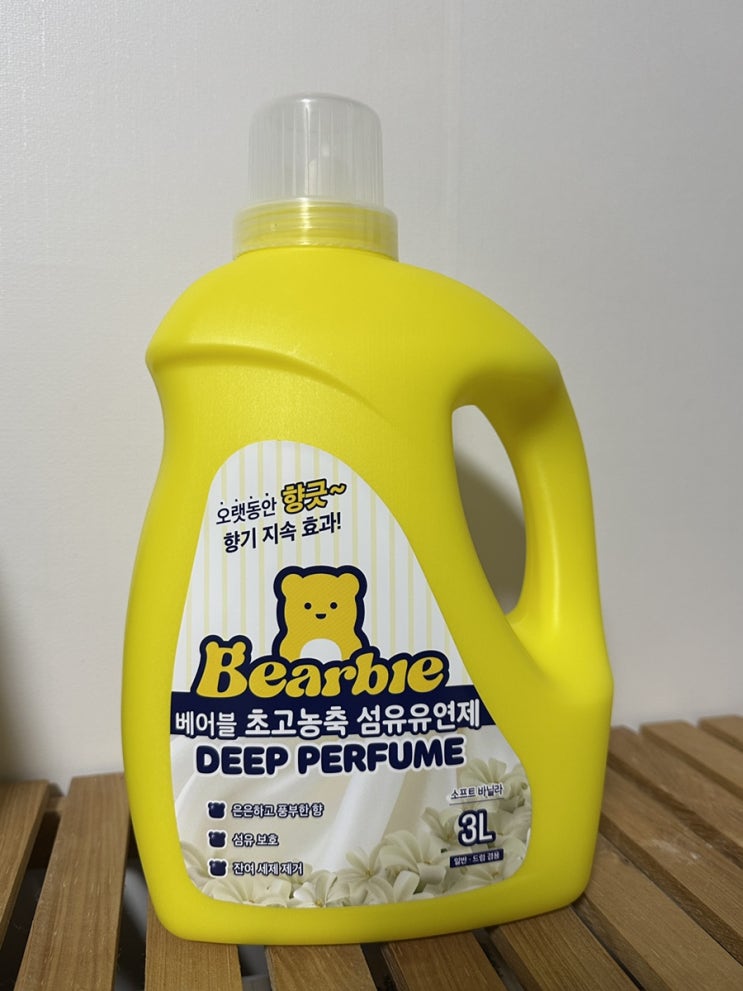 오랫동안 향긋~
향기 지속 효과!
Bearble
베어블 초고농축 섬유유연제
DEEP PERFUME
은은하고 풍부한 향
섬유 보호
잔여 세제 제거
소프트 바닐라
3L
일반 · 드럼 겸용